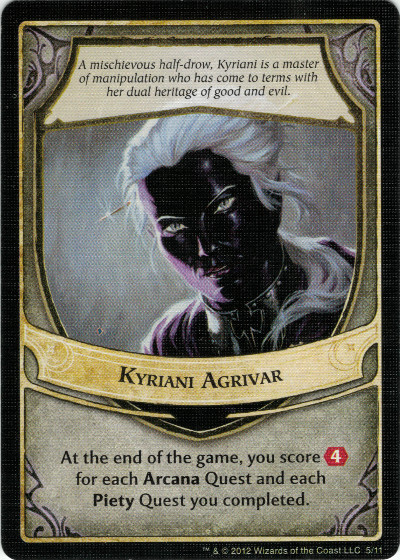 A mischievous half-drow, Kyriani is a master
of manipulation who has come to terms with
her dual heritage of good and evil.
KYRIANI AGRIVAR
At the end of the game, you score 4
for each Arcana Quest and each
Piety Quest you completed.
™ & © 2012 Wizards of the Coast LLC 5/11